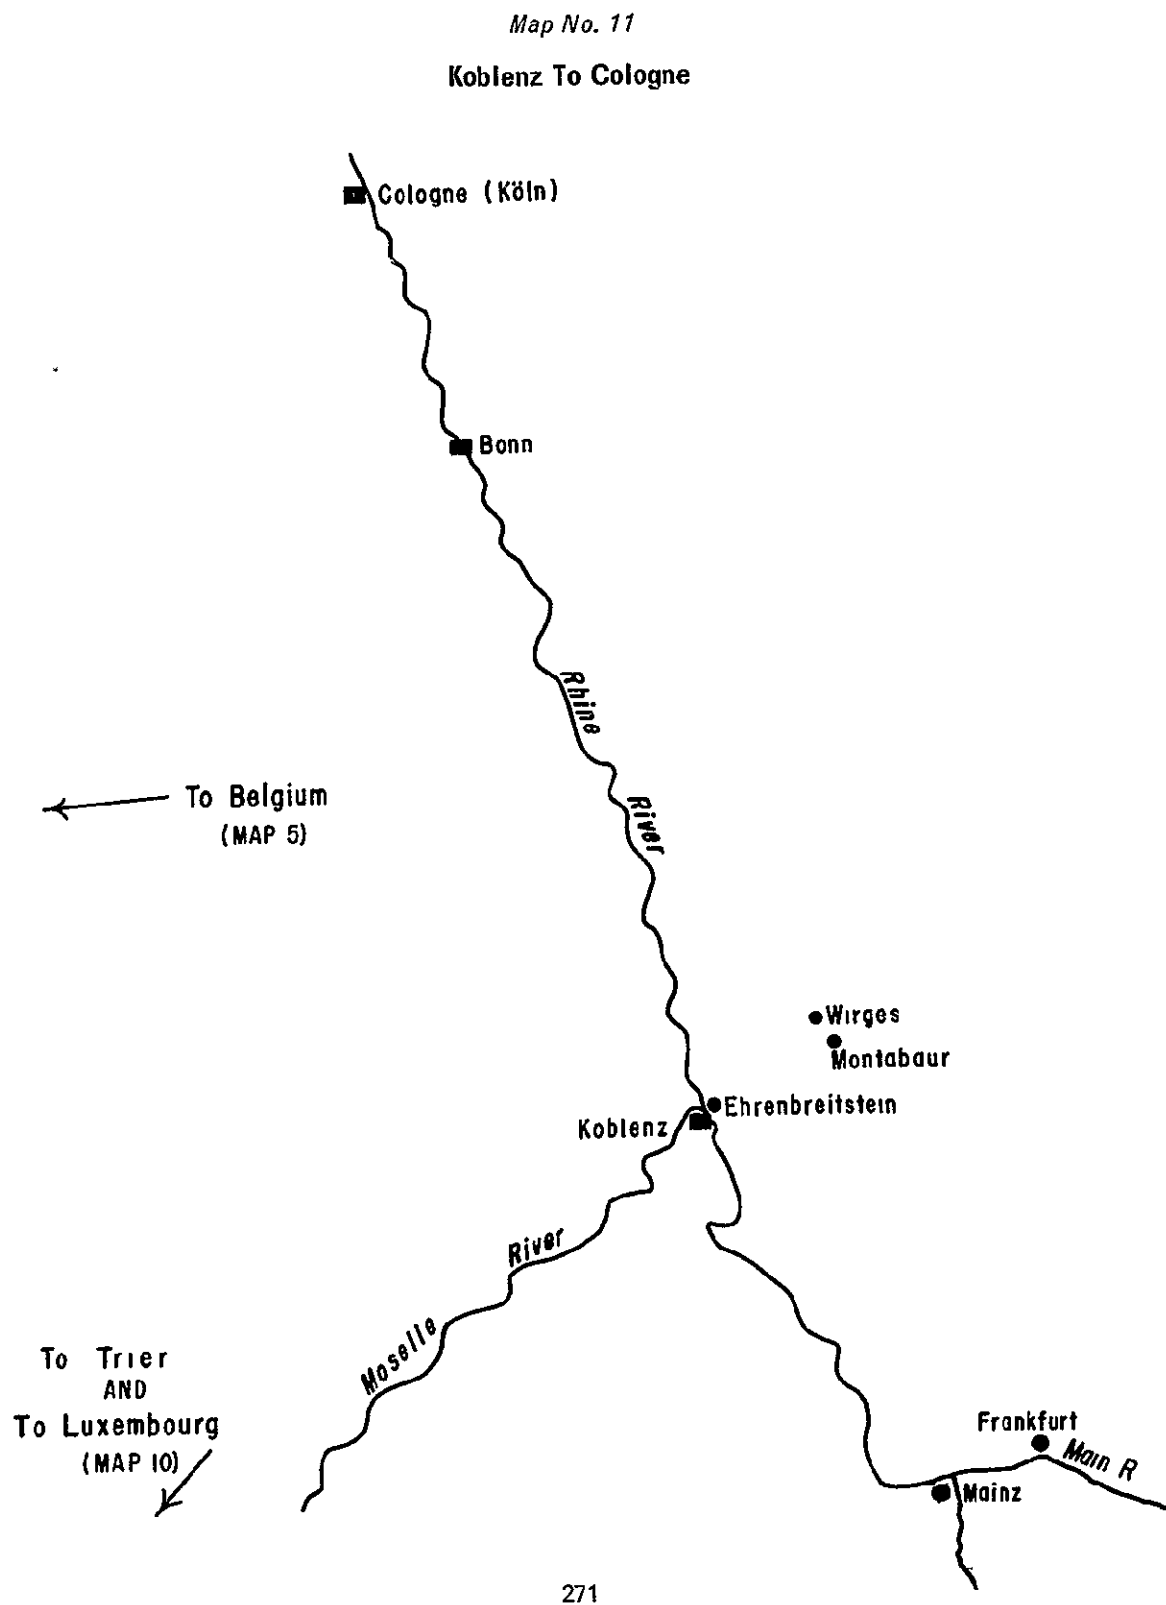 Map No. 11
Koblenz To Cologne
Cologne (Köln)
Bonn
Rhine
River
To Belgium
(MAP 5)
Wirges
Montabaur
Ehrenbreitstein
Koblenz
River
Moselle
To Trier
AND
To Luxembourg
(MAP 10)
Frankfurt
Main R
Mainz
271